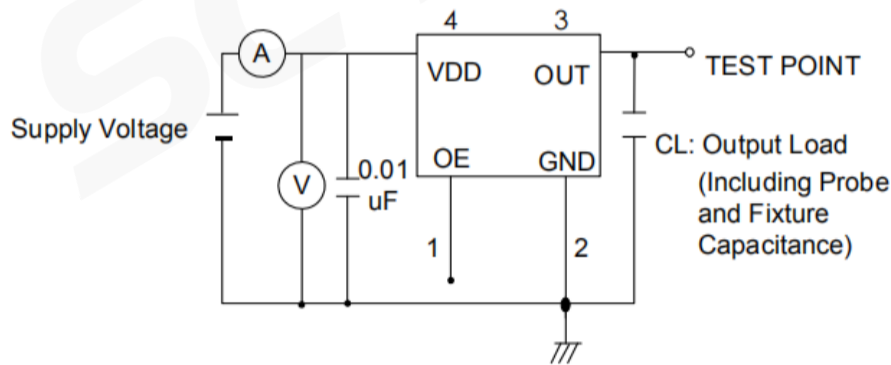 4 3
A
VDD OUT
TEST POINT
Supply Voltage
V
0.01
uF
OE GND
CL: Output Load
(Including Probe
and Fixture
Capacitance)
1 2